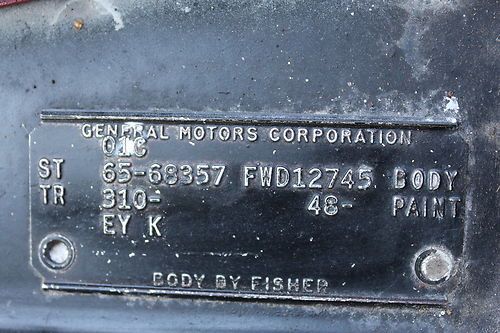 GENERAL MOTORS CORPORATION
01C
ST 65-68357 FWD12745 BODY
TR 310- 48- PAINT
EY K
BODY BY FISHER